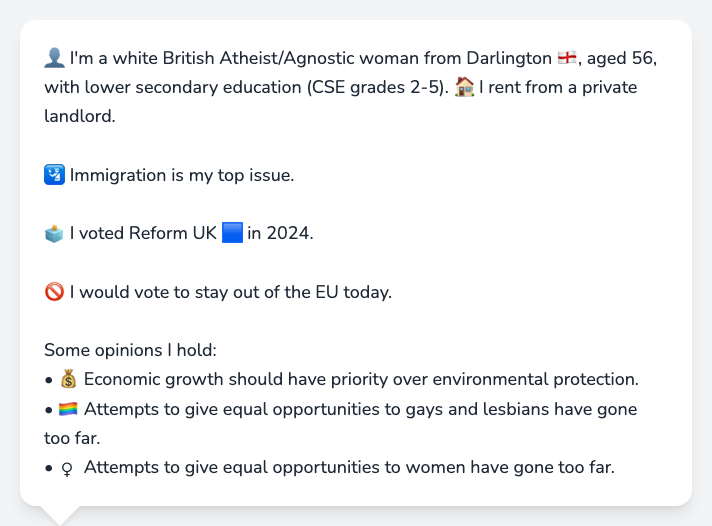 👤 I'm a white British Atheist/Agnostic woman from Darlington 🏴󠁧󠁢󠁥󠁮󠁧󠁿, aged 56,
with lower secondary education (CSE grades 2-5). 🏠 I rent from a private
landlord.
🛂 Immigration is my top issue.
🗳️ I voted Reform UK 🟦 in 2024.
🚫 I would vote to stay out of the EU today.
Some opinions I hold:
• 💰 Economic growth should have priority over environmental protection.
• 🏳️‍🌈 Attempts to give equal opportunities to gays and lesbians have gone
too far.
• ♀ Attempts to give equal opportunities to women have gone too far.